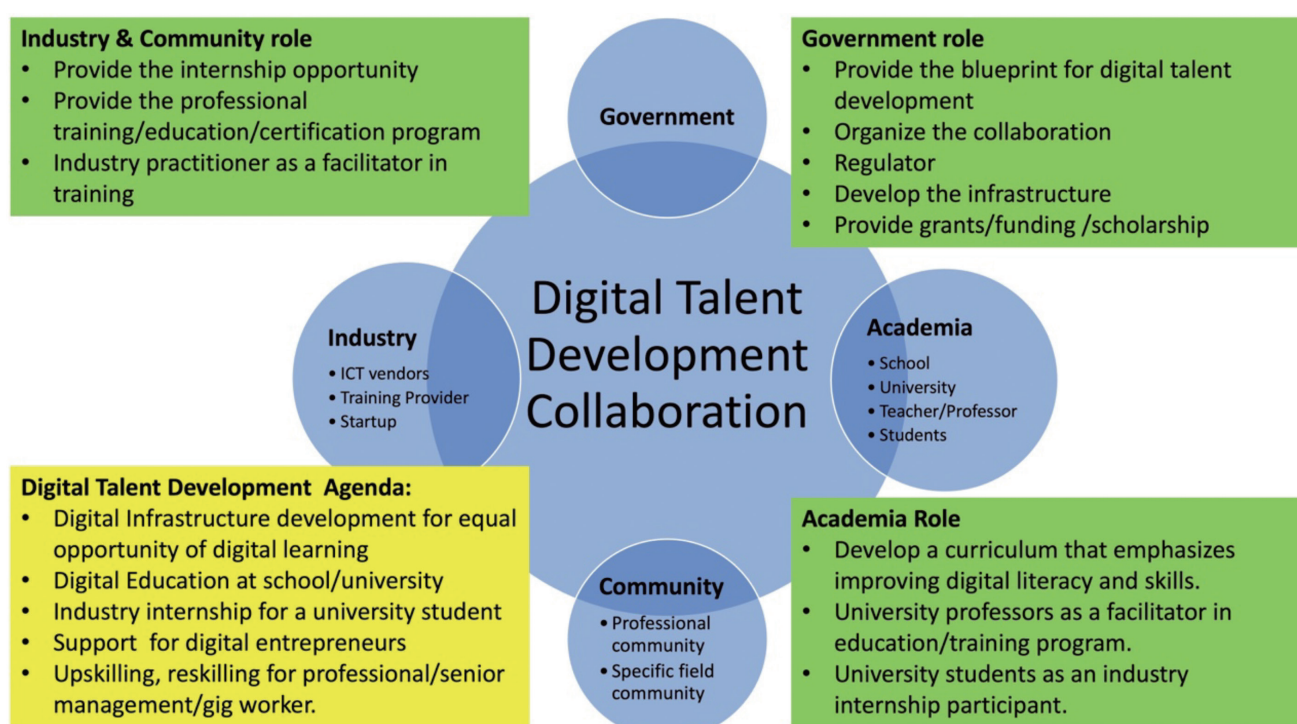 Industry & Community role
• Provide the internship opportunity
• Provide the professional
training/education/certification program
• Industry practitioner as a facilitator in
training
Government
Government role
• Provide the blueprint for digital talent
development
• Organize the collaboration
• Regulator
• Develop the infrastructure
• Provide grants/funding /scholarship
Industry
• ICT vendors
• Training Provider
• Startup
Digital Talent
Development
Collaboration
Academia
• School
• University
• Teacher/Professor
• Students
Digital Talent Development  Agenda:
• Digital Infrastructure development for equal
opportunity of digital learning
• Digital Education at school/university
• Industry internship for a university student
• Support  for digital entrepreneurs
• Upskilling, reskilling for professional/senior
management/gig worker.
Community
• Professional
community
• Specific field
community
Academia Role
• Develop a curriculum that emphasizes
improving digital literacy and skills.
• University professors as a facilitator in
education/training program.
• University students as an industry
internship participant.